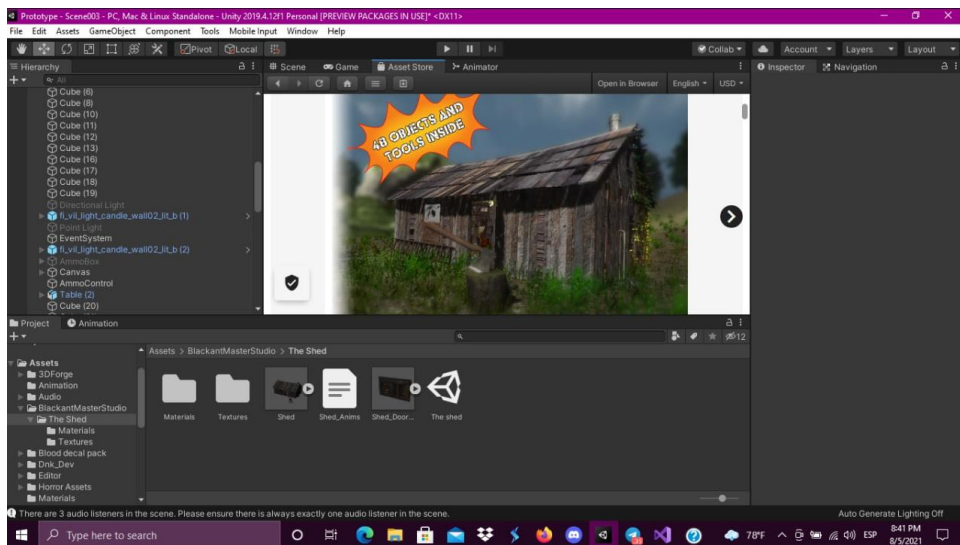 Prototype - Scene003 - PC, Mac & Linux Standalone - Unity 2019.4.12f1 Personal [PREVIEW PACKAGES IN USE]* <DX11>
File Edit Assets GameObject Component Tools Mobile Input Window Help
Pivot Local Collab Account Layers Layout
Hierarchy Scene Game Asset Store Animator Inspector Navigation
All
Open in Browser English USD
Cube (6)
Cube (8)
Cube (10)
Cube (11)
Cube (12)
Cube (13)
Cube (16)
Cube (17)
Cube (18)
Cube (19)
Directional Light
fi_vil_light_candle_wall02_lit_b (1)
Point Light
EventSystem
fi_vil_light_candle_wall02_lit_b (2)
AmmoBox
Canvas
AmmoControl
Table (2)
Cube (20)
48 OBJECTS AND
TOOLS INSIDE
Project Animation
12
Assets
3DForge
Animation
Audio
BlackantMasterStudio
The Shed
Materials
Textures
Blood decal pack
Dnk_Dev
Editor
Horror Assets
Materials
Assets > BlackantMasterStudio > The Shed
Materials Textures Shed Shed_Anims Shed_Door... The shed
There are 3 audio listeners in the scene. Please ensure there is always exactly one audio listener in the scene.
Auto Generate Lighting Off
Type here to search
78°F ESP
8:41 PM
8/5/2021